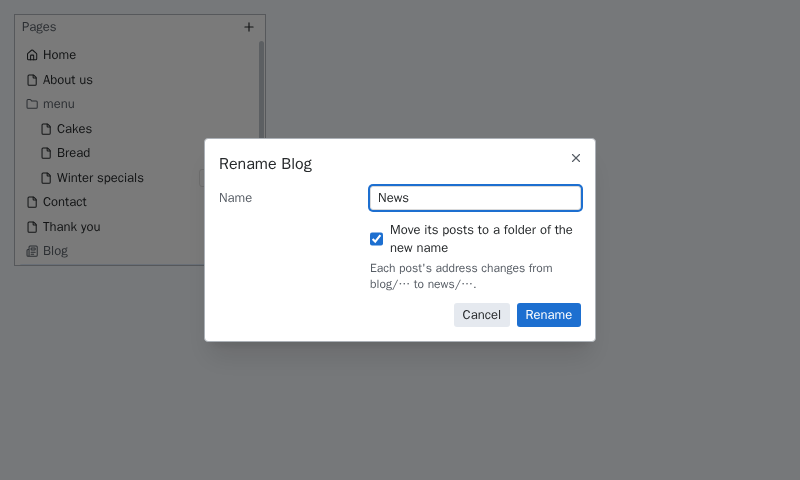 Pages
Home
About us
menu
Cakes
Bread
Winter specials
Contact
Thank you
Blog
Rename Blog
Name
News
Move its posts to a folder of the
new name
Each post's address changes from
blog/⋯ to news/⋯.
Cancel
Rename